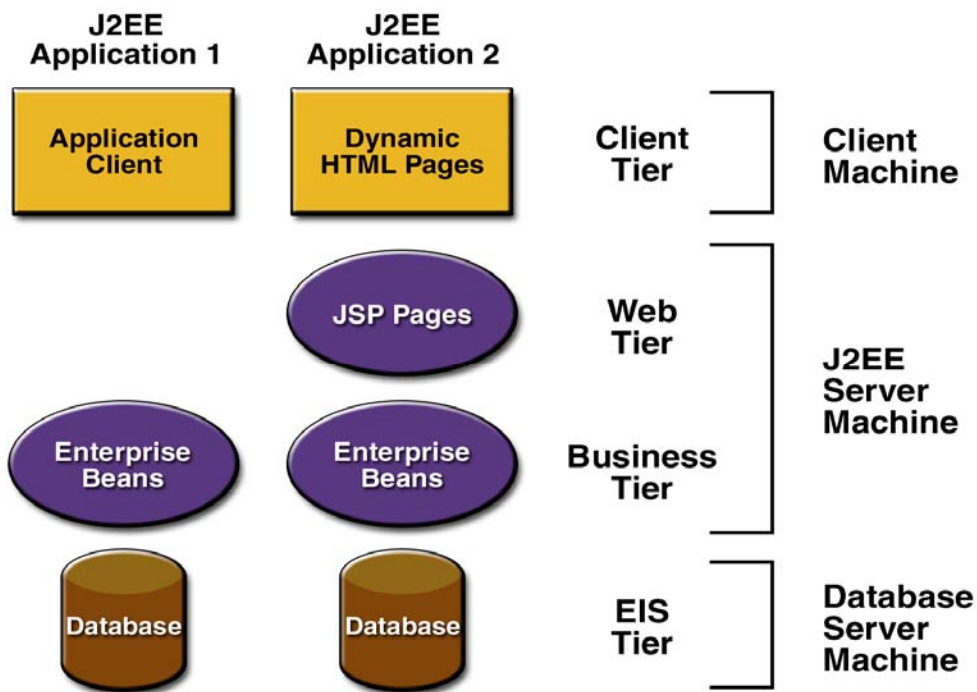 J2EE
Application 1
J2EE
Application 2
Application
Client
Dynamic
HTML Pages
Client
Tier
Client
Machine
JSP Pages
Web
Tier
J2EE
Server
Machine
Enterprise
Beans
Enterprise
Beans
Business
Tier
Database
Database
EIS
Tier
Database
Server
Machine